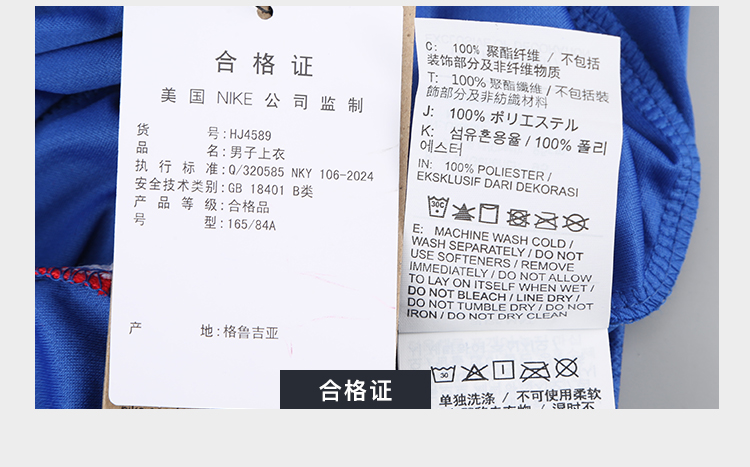 合格证
美国 NIKE 公司监制
货 号:HJ4589
品 名:男子上衣
执行标准:Q/320585 NKY 106-2024
安全技术类别:GB 18401 B类
产品等级:合格品
号 型:165/84A
产 地:格鲁吉亚
C: 100% 聚酯纤维 / 不包括
装饰部分及非纤维物质
T: 100% 聚酯纖維 / 不包括裝
飾部分及非紡織材料
J: 100% ポリエステル
K: 섬유혼용율 / 100% 폴리
에스터
IN: 100% POLIESTER /
EKSKLUSIF DARI DEKORASI
30C
E: MACHINE WASH COLD /
WASH SEPARATELY / DO NOT
USE SOFTENERS / REMOVE
IMMEDIATELY / DO NOT ALLOW
TO LAY ON ITSELF WHEN WET /
DO NOT BLEACH / LINE DRY /
DO NOT TUMBLE DRY / DO NOT
IRON / DO NOT DRY CLEAN
30
单独洗涤 / 不可使用柔软
合格证